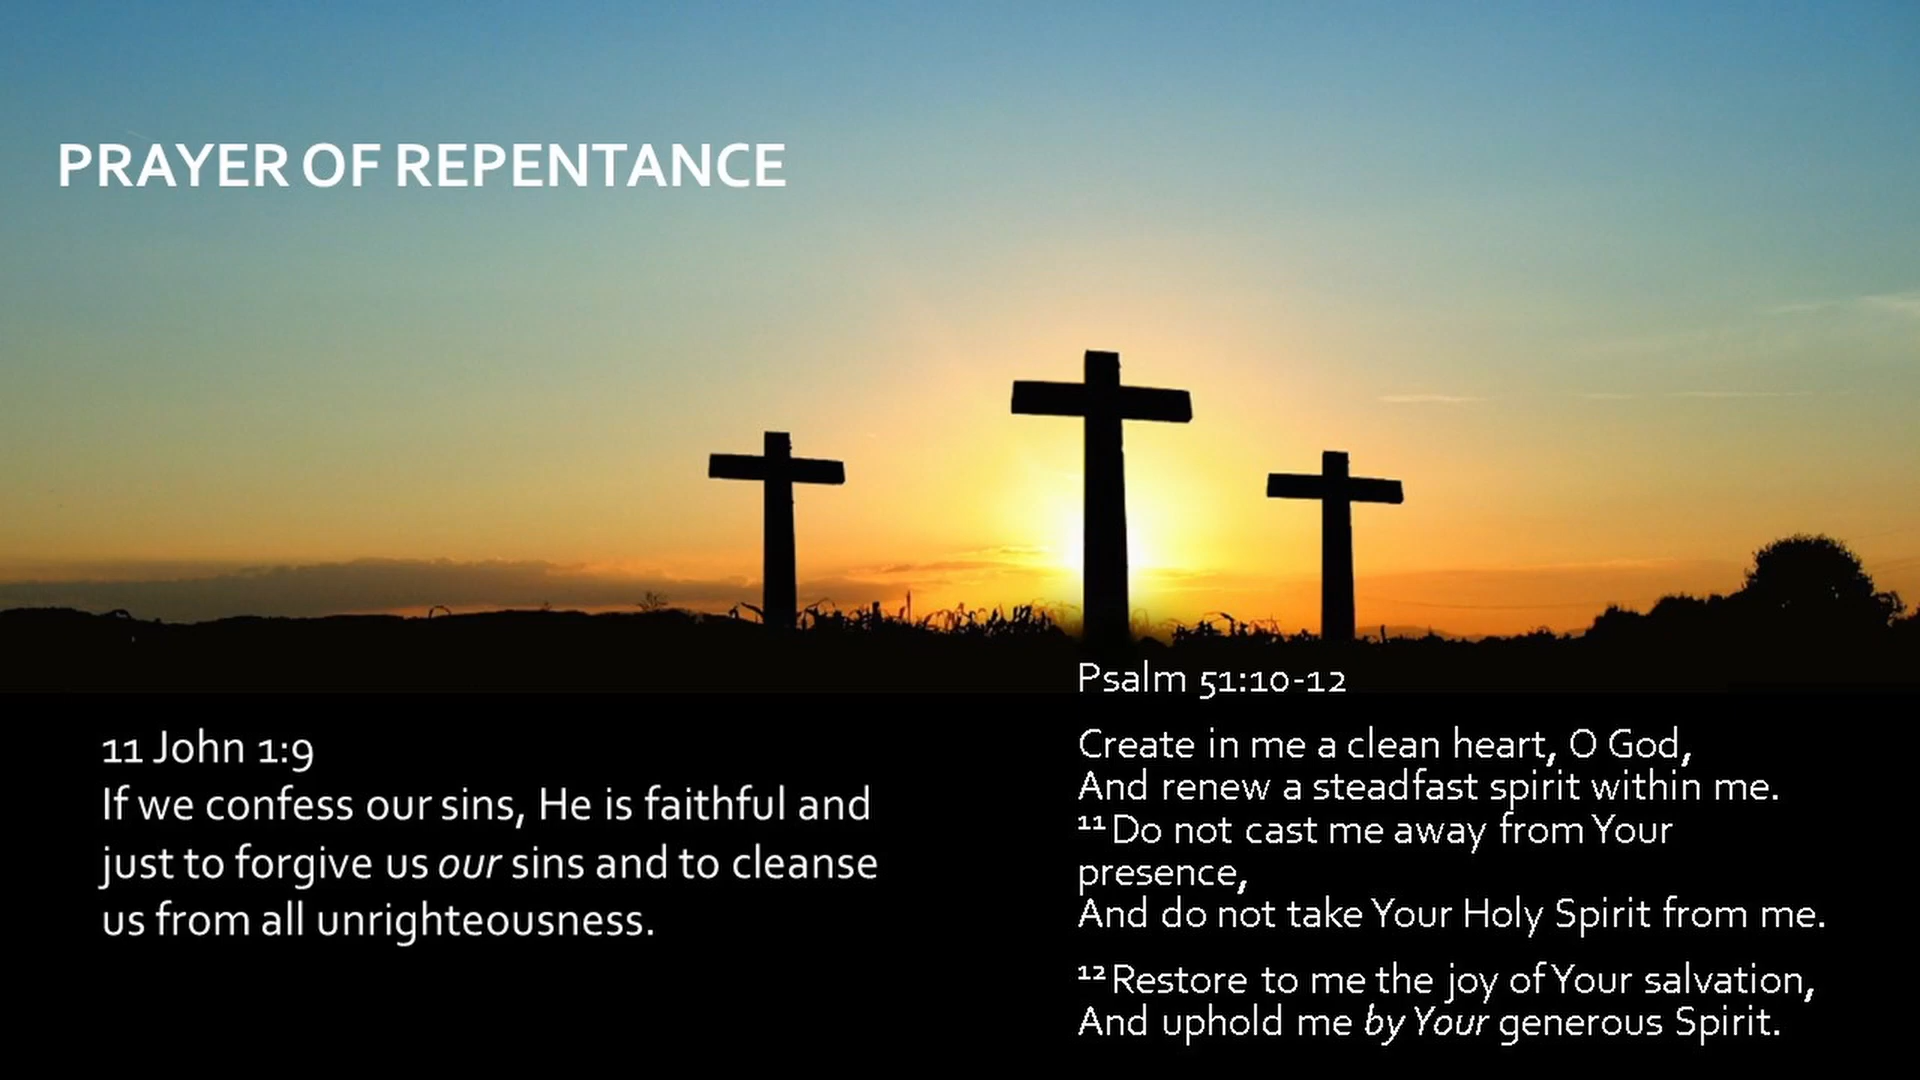 PRAYER OF REPENTANCE
11 John 1:9
If we confess our sins, He is faithful and
just to forgive us our sins and to cleanse
us from all unrighteousness.
Psalm 51:10-12
Create in me a clean heart, O God,
And renew a steadfast spirit within me.
11 Do not cast me away from Your
presence,
And do not take Your Holy Spirit from me.
12 Restore to me the joy of Your salvation,
And uphold me by Your generous Spirit.